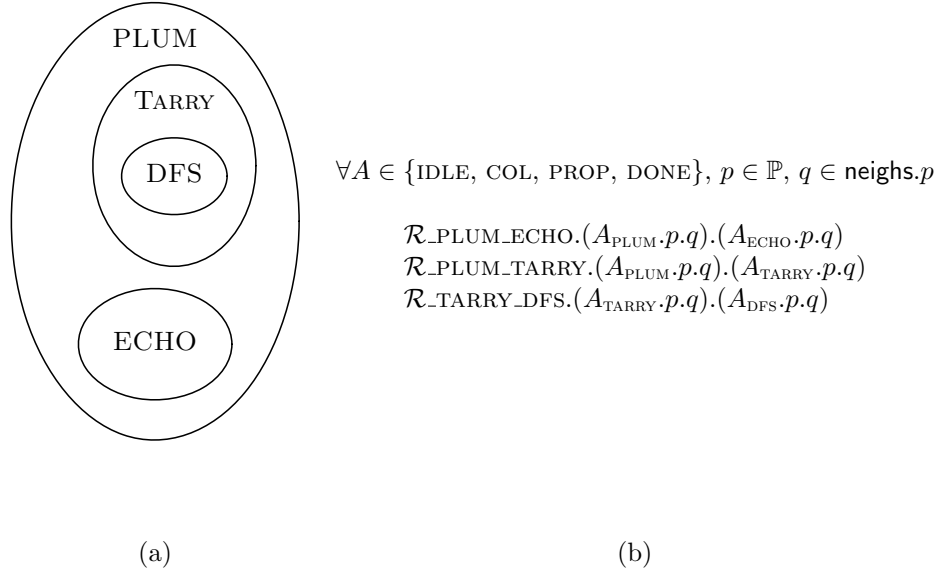 PLUM
TARRY
DFS
ECHO
∀A ∈ {IDLE, COL, PROP, DONE}, p ∈ ℙ, q ∈ neighs.p
ℛ_PLUM_ECHO.(A_PLUM.p.q).(A_ECHO.p.q)
ℛ_PLUM_TARRY.(A_PLUM.p.q).(A_TARRY.p.q)
ℛ_TARRY_DFS.(A_TARRY.p.q).(A_DFS.p.q)
(a)
(b)